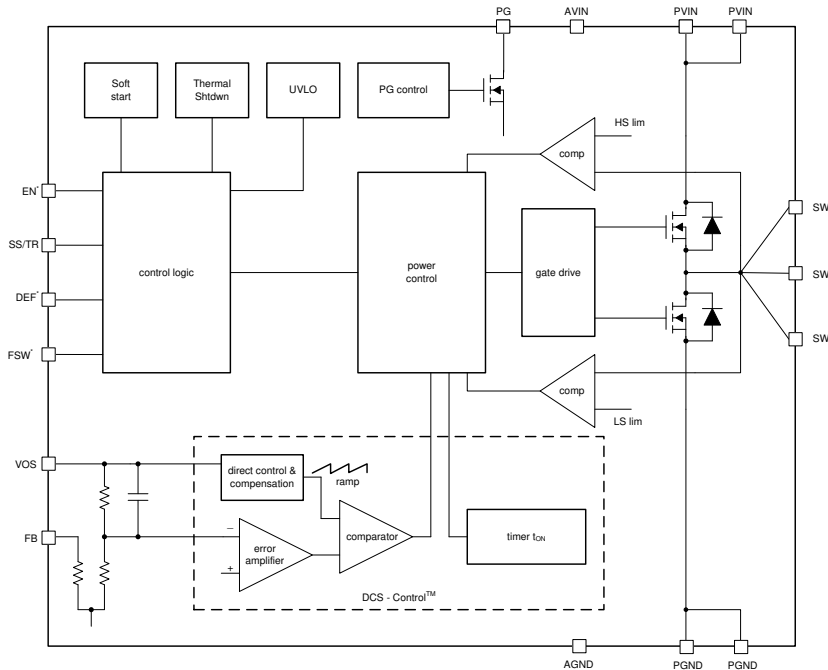 PG
AVIN
PVIN
PVIN
Soft
start
Thermal
Shtdwn
UVLO
PG control
HS lim
comp
EN*
SS/TR
DEF*
FSW*
control logic
power
control
gate drive
SW
SW
SW
comp
LS lim
VOS
FB
direct control &
compensation
ramp
_
+
error
amplifier
comparator
timer tON
DCS - Control™
AGND
PGND
PGND